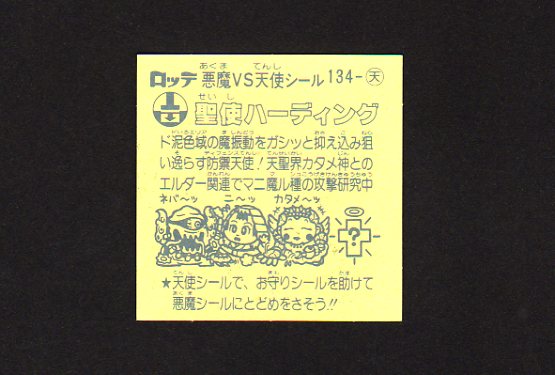 ロッテ 悪魔VS天使シール 134-天
聖使ハーディング
ド泥色域の魔振動をガシッと抑え込み狙
い逸らす防禦天使!天聖界カタメ神との
エルダー関連でマニ魔ル種の攻撃研究中
ネバ〜ッ ニ〜ッ カタメ〜ッ
?
★天使シールで、お守りシールを助けて
悪魔シールにとどめをさそう!!